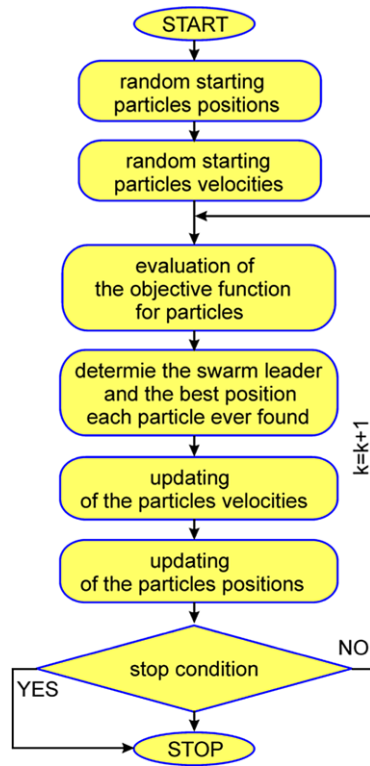 START
random starting
particles positions
random starting
particles velocities
evaluation of
the objective function
for particles
determie the swarm leader
and the best position
each particle ever found
k=k+1
updating
of the particles velocities
updating
of the particles positions
stop condition
YES
NO
STOP